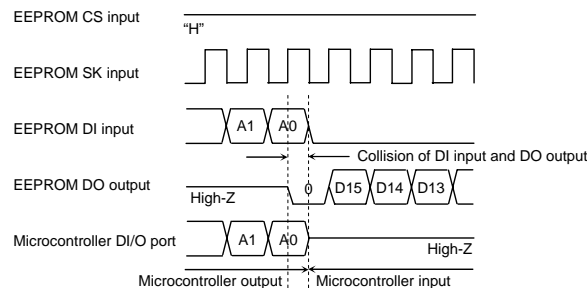 EEPROM CS input
“H”
EEPROM SK input
EEPROM DI input
A1 A0
Collision of DI input and DO output
EEPROM DO output
High-Z
0 D15 D14 D13
Microcontroller DI/O port
A1 A0
High-Z
Microcontroller output Microcontroller input